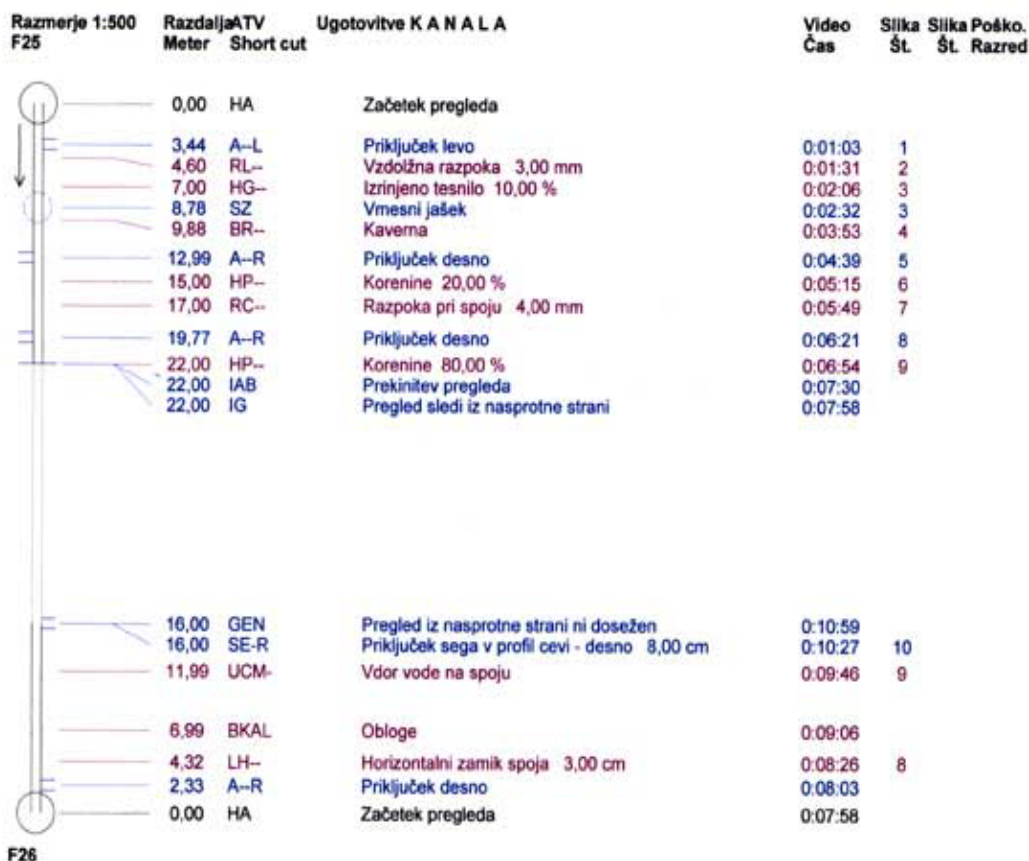 Razmerje 1:500 RazdaljaATV Ugotovitve K A N A L A Video Slika Slika Poško.
F25 Meter Short cut Čas Št. Št. Razred
0,00 HA Začetek pregleda
3,44 A--L Priključek levo 0:01:03 1
4,60 RL-- Vzdolžna razpoka 3,00 mm 0:01:31 2
7,00 HG-- Izrinjeno tesnilo 10,00 % 0:02:06 3
8,78 SZ Vmesni jašek 0:02:32 3
9,88 BR-- Kaverna 0:03:53 4
12,99 A--R Priključek desno 0:04:39 5
15,00 HP-- Korenine 20,00 % 0:05:15 6
17,00 RC-- Razpoka pri spoju 4,00 mm 0:05:49 7
19,77 A--R Priključek desno 0:06:21 8
22,00 HP-- Korenine 80,00 % 0:06:54 9
22,00 IAB Prekinitev pregleda 0:07:30
22,00 IG Pregled sledi iz nasprotne strani 0:07:58
16,00 GEN Pregled iz nasprotne strani ni dosežen 0:10:59
16,00 SE-R Priključek sega v profil cevi - desno 8,00 cm 0:10:27 10
11,99 UCM- Vdor vode na spoju 0:09:46 9
6,99 BKAL Obloge 0:09:06
4,32 LH-- Horizontalni zamik spoja 3,00 cm 0:08:26 8
2,33 A--R Priključek desno 0:08:03
0,00 HA Začetek pregleda 0:07:58
F26